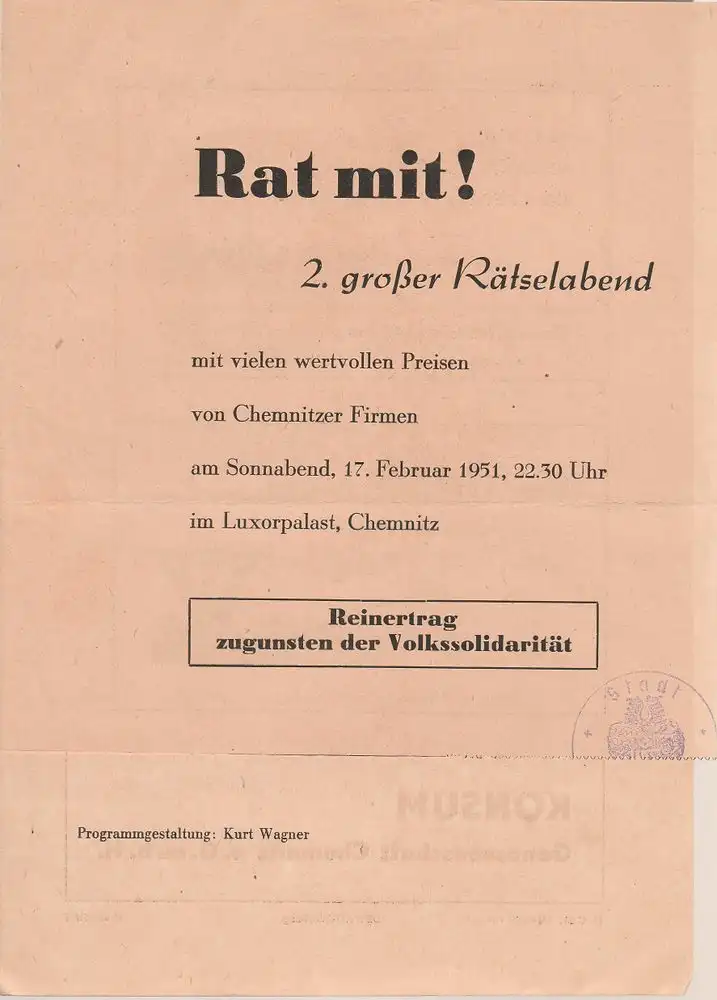 Rat mit!
2. großer Rätselabend
mit vielen wertvollen Preisen
von Chemnitzer Firmen
am Sonnabend, 17. Februar 1951, 22.30 Uhr
im Luxorpalast, Chemnitz
Reinertrag
zugunsten der Volkssolidarität
KONSUM
Programmgestaltung: Kurt Wagner